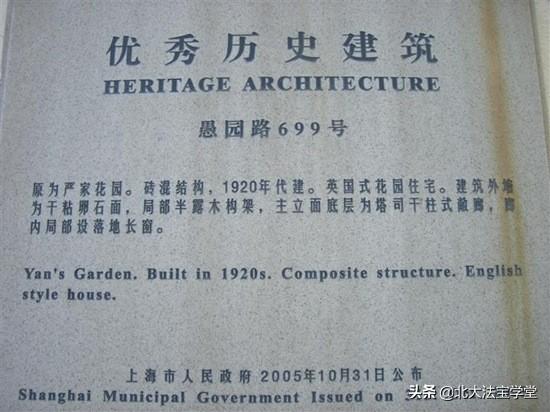 优秀历史建筑
HERITAGE ARCHITECTURE
愚园路699号
原为严家花园。砖混结构，1920年代建。英国式花园住宅。建筑外墙
为干粘卵石面，局部半露木构架，主立面底层为塔司干柱式敞廊，廊
内局部设落地长窗。
Yan's Garden. Built in 1920s. Composite structure. English
style house.
上海市人民政府 2005年10月31日公布
Shanghai Municipal Government Issued on
头条 @北大法宝学堂